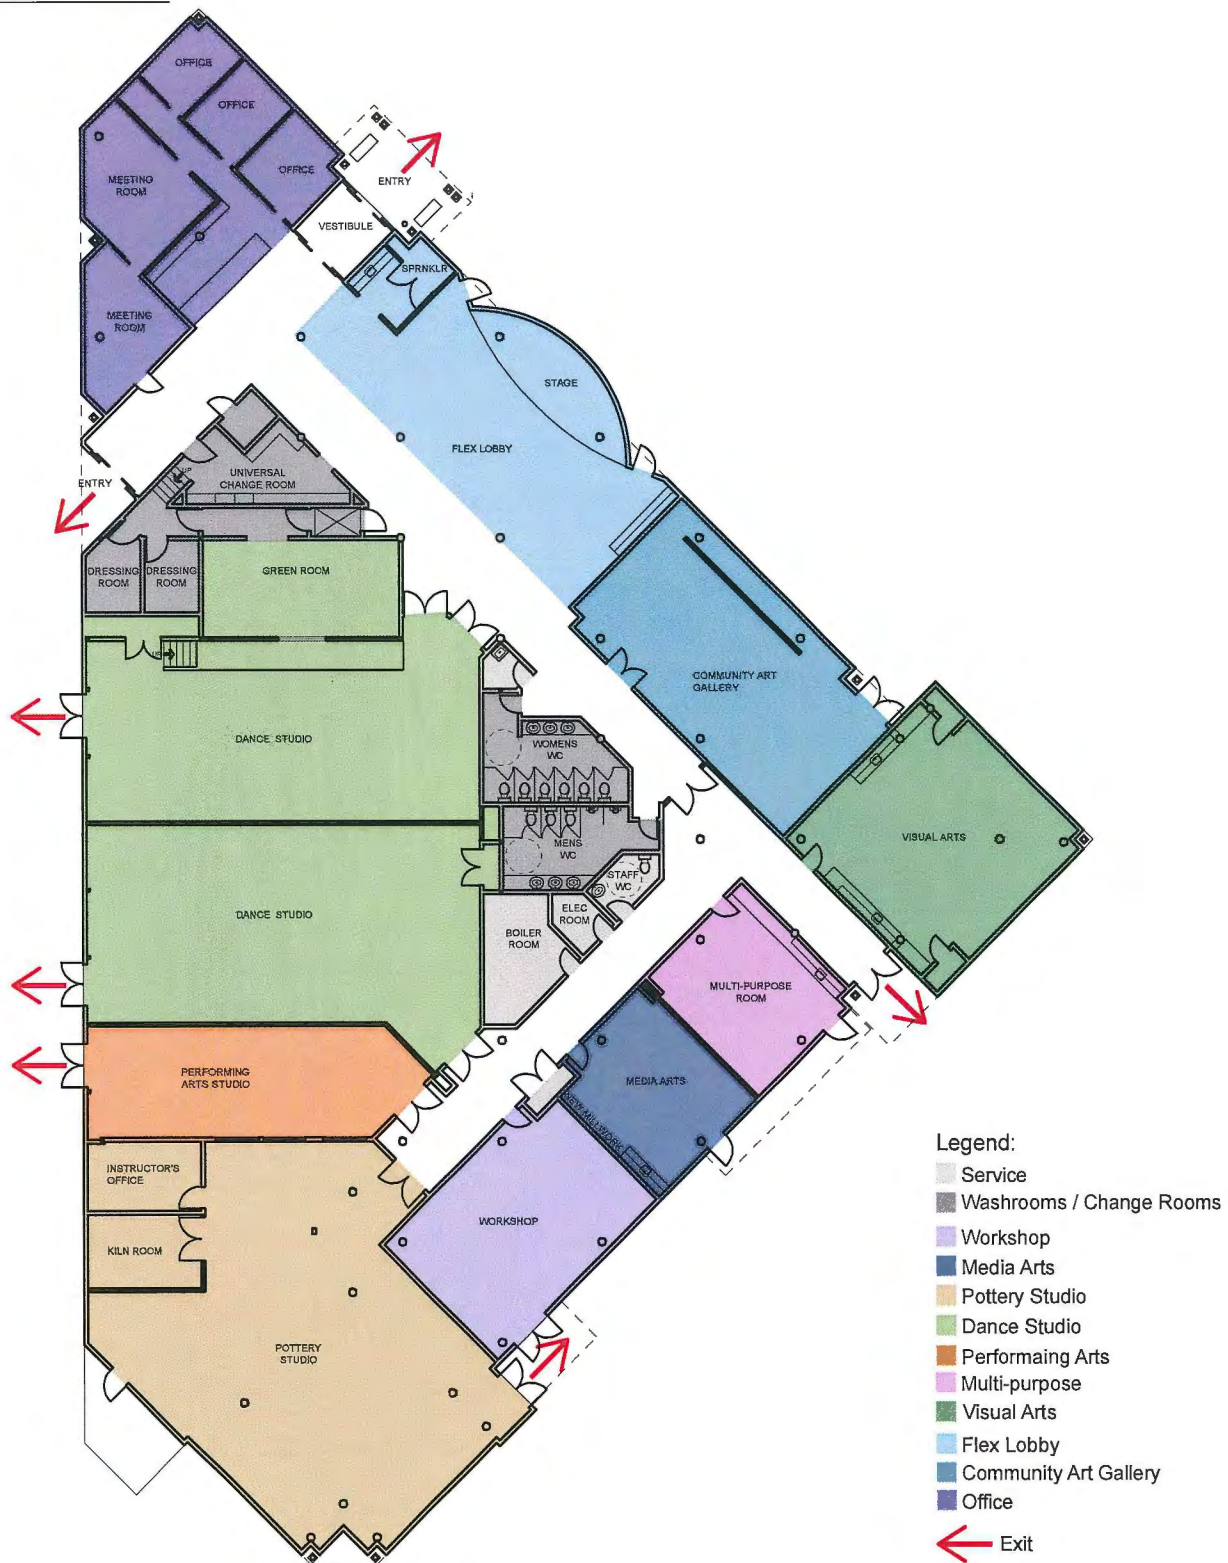 OFFICE
OFFICE
OFFICE
MEETING
ROOM
ENTRY
VESTIBULE
SPRNKLR
MEETING
ROOM
STAGE
FLEX LOBBY
UP
UNIVERSAL
CHANGE ROOM
ENTRY
DRESSING
ROOM
DRESSING
ROOM
GREEN ROOM
UP
COMMUNITY ART
GALLERY
DANCE STUDIO
WOMENS
WC
VISUAL ARTS
MENS
WC
STAFF
WC
DANCE STUDIO
ELEC
ROOM
BOILER
ROOM
MULTI-PURPOSE
ROOM
PERFORMING
ARTS STUDIO
MEDIA ARTS
NEW MILLWORK
INSTRUCTOR'S
OFFICE
WORKSHOP
KILN ROOM
POTTERY
STUDIO
Legend:
Service
Washrooms / Change Rooms
Workshop
Media Arts
Pottery Studio
Dance Studio
Performaing Arts
Multi-purpose
Visual Arts
Flex Lobby
Community Art Gallery
Office
Exit